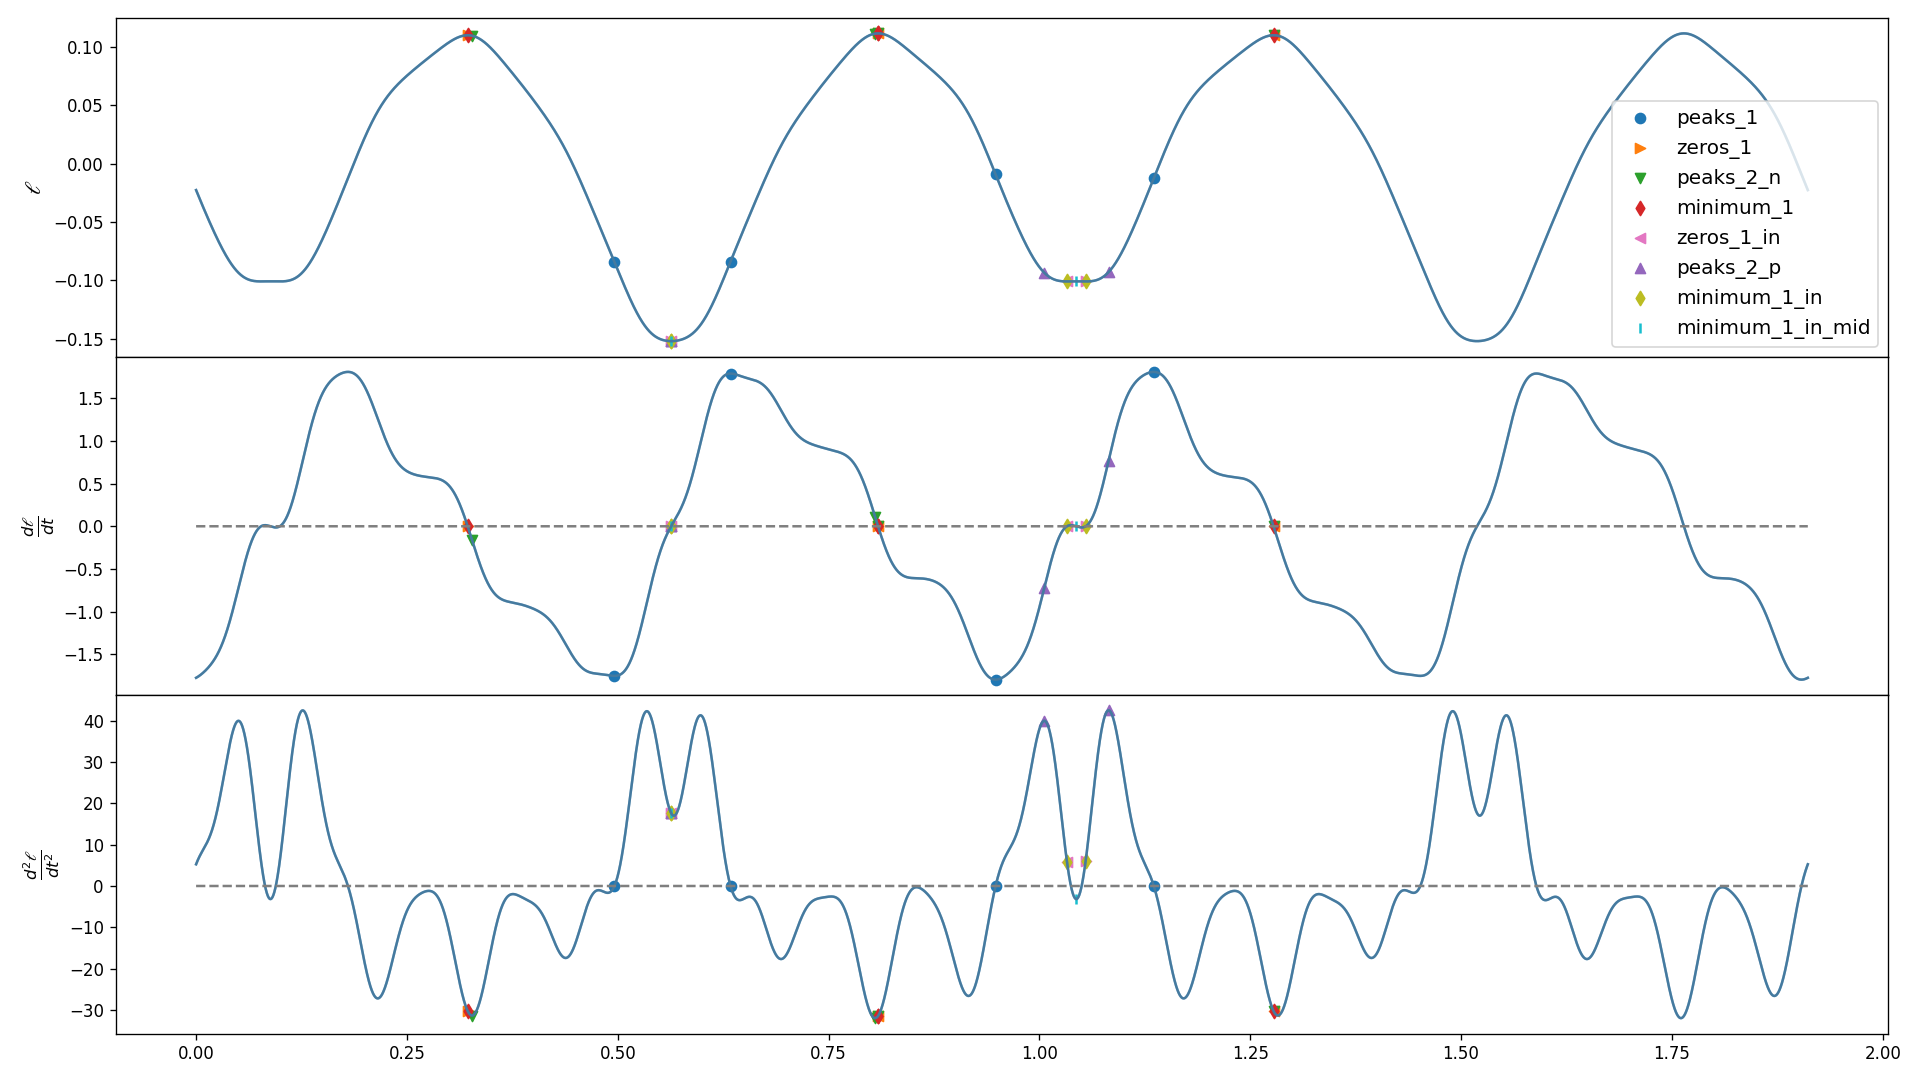 0.10
0.05
0.00
−0.05
−0.10
−0.15
ℓ
peaks_1
zeros_1
peaks_2_n
minimum_1
zeros_1_in
peaks_2_p
minimum_1_in
minimum_1_in_mid
1.5
1.0
0.5
0.0
−0.5
−1.0
−1.5
dℓ
dt
40
30
20
10
0
−10
−20
−30
d²ℓ
dt²
0.00 0.25 0.50 0.75 1.00 1.25 1.50 1.75 2.00